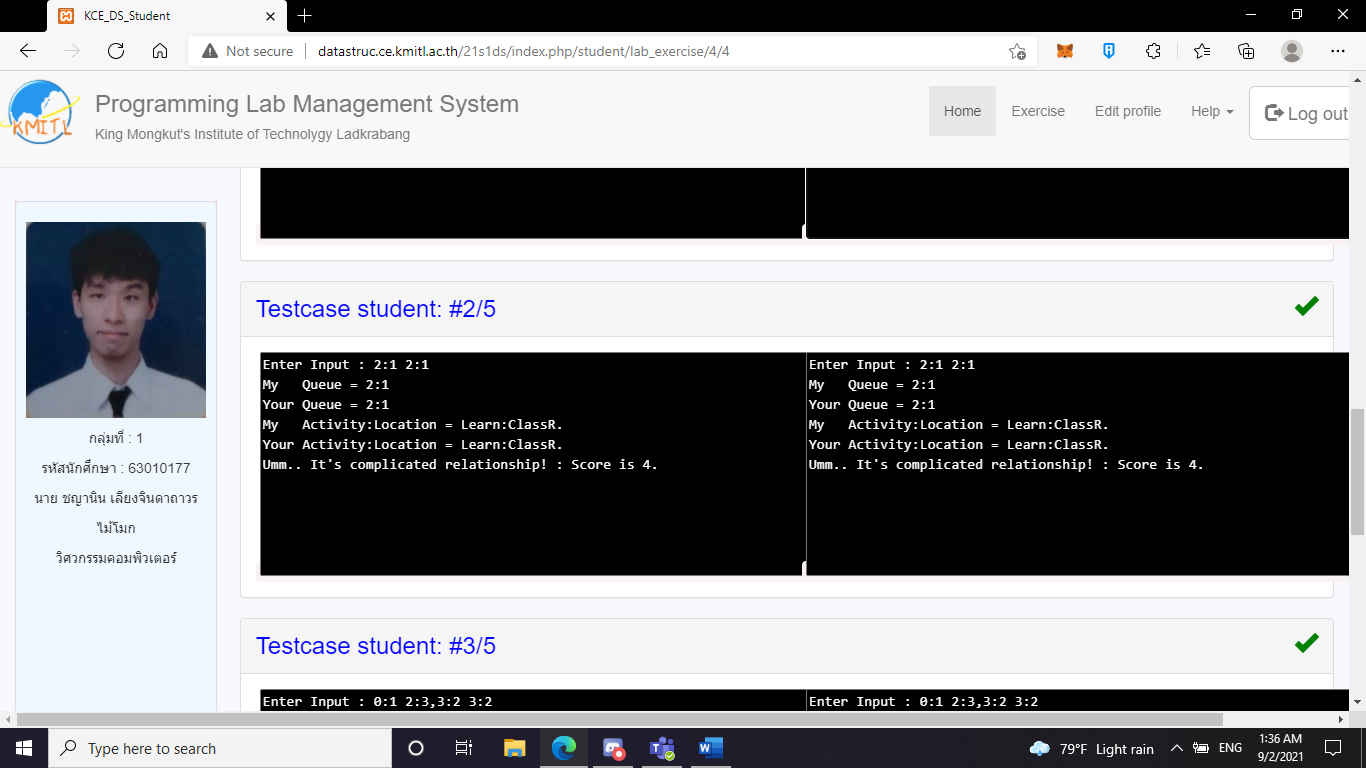 KCE_DS_Student
Not secure | datastruc.ce.kmitl.ac.th/21s1ds/index.php/student/lab_exercise/4/4
KMITL
Programming Lab Management System
King Mongkut's Institute of Technolygy Ladkrabang
Home
Exercise
Edit profile
Help
Log out
กลุ่มที่ : 1
รหัสนักศึกษา : 63010177
นาย ชญานิน เลียงจินดาถาวร
ไม้โมก
วิศวกรรมคอมพิวเตอร์
Testcase student: #2/5
Enter Input : 2:1 2:1
My   Queue = 2:1
Your Queue = 2:1
My   Activity:Location = Learn:ClassR.
Your Activity:Location = Learn:ClassR.
Umm.. It's complicated relationship! : Score is 4.
Enter Input : 2:1 2:1
My   Queue = 2:1
Your Queue = 2:1
My   Activity:Location = Learn:ClassR.
Your Activity:Location = Learn:ClassR.
Umm.. It's complicated relationship! : Score is 4.
Testcase student: #3/5
Enter Input : 0:1 2:3,3:2 3:2
Enter Input : 0:1 2:3,3:2 3:2
Type here to search
79°F Light rain
ENG
1:36 AM
9/2/2021